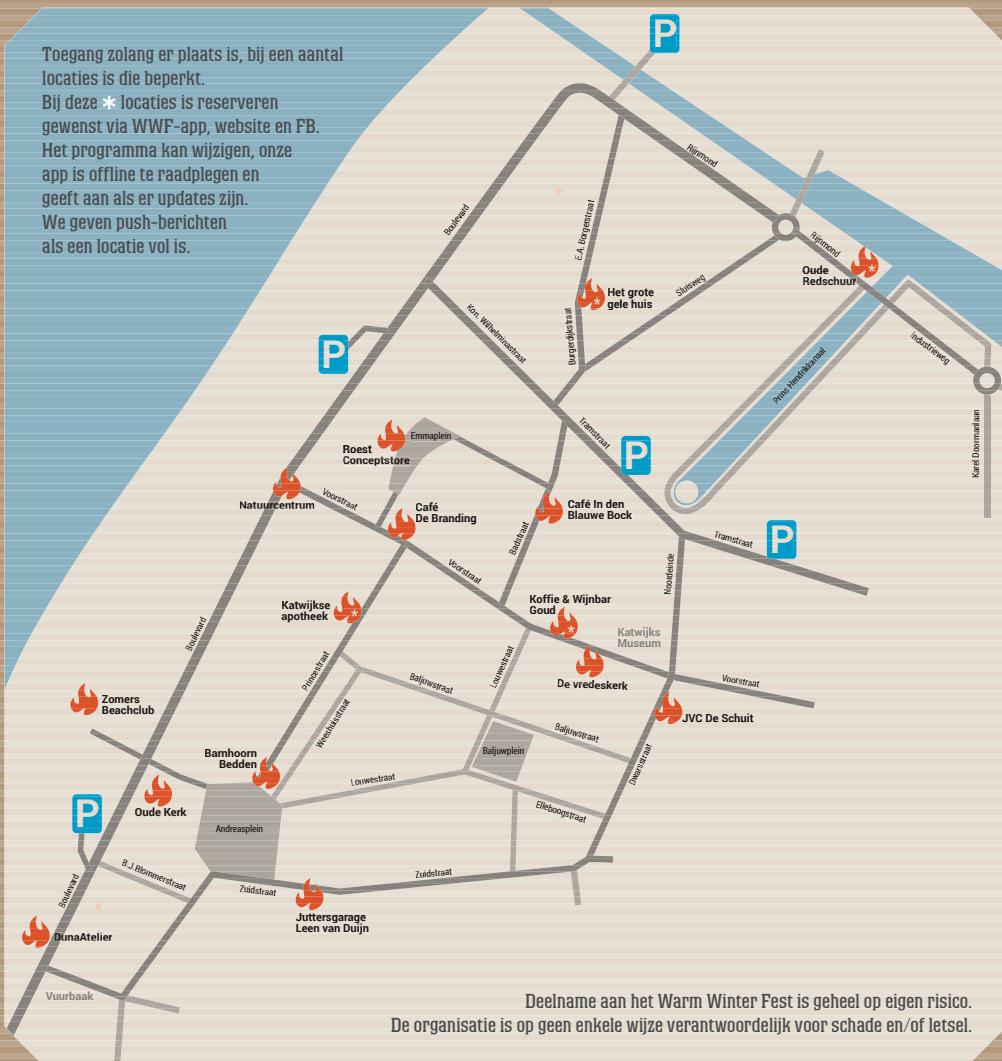 Toegang zolang er plaats is, bij een aantal
locaties is die beperkt.
Bij deze * locaties is reserveren
gewenst via WWF-app, website en FB.
Het programma kan wijzigen, onze
app is offline te raadplegen en
geeft aan als er updates zijn.
We geven push-berichten
als een locatie vol is.
P
Rijnmond
Boulevard
E.A. Borgerstraat
Rijnmond
Oude
Redschuur
Sluisweg
Het grote
gele huis
Burgerdijkstraat
Kon. Wilhelminastraat
P
Industrieweg
Prins Hendrikkanaal
Karel Doormanlaan
Tramstraat
P
Emmaplein
Roest
Conceptstore
Natuurcentrum
Voorstraat
Café
De Branding
Café In den
Blauwe Bock
Badstraat
Tramstraat
P
Noordeinde
Voorstraat
Katwijkse
apotheek
Koffie & Wijnbar
Goud
Katwijks
Museum
Boulevard
Princestraat
Louwestraat
De vredeskerk
Voorstraat
Baljuwstraat
Zomers
Beachclub
Weeshuisstraat
JVC De Schuit
Baljuwstraat
Baljuwplein
Dwarsstraat
Barnhoorn
Bedden
Louwestraat
Elleboogstraat
P
Oude Kerk
Andreasplein
B.J.Blommerstraat
Boulevard
Zuidstraat
Zuidstraat
Juttersgarage
Leen van Duijn
DunaAtelier
Vuurbaak
Deelname aan het Warm Winter Fest is geheel op eigen risico.
De organisatie is op geen enkele wijze verantwoordelijk voor schade en/of letsel.